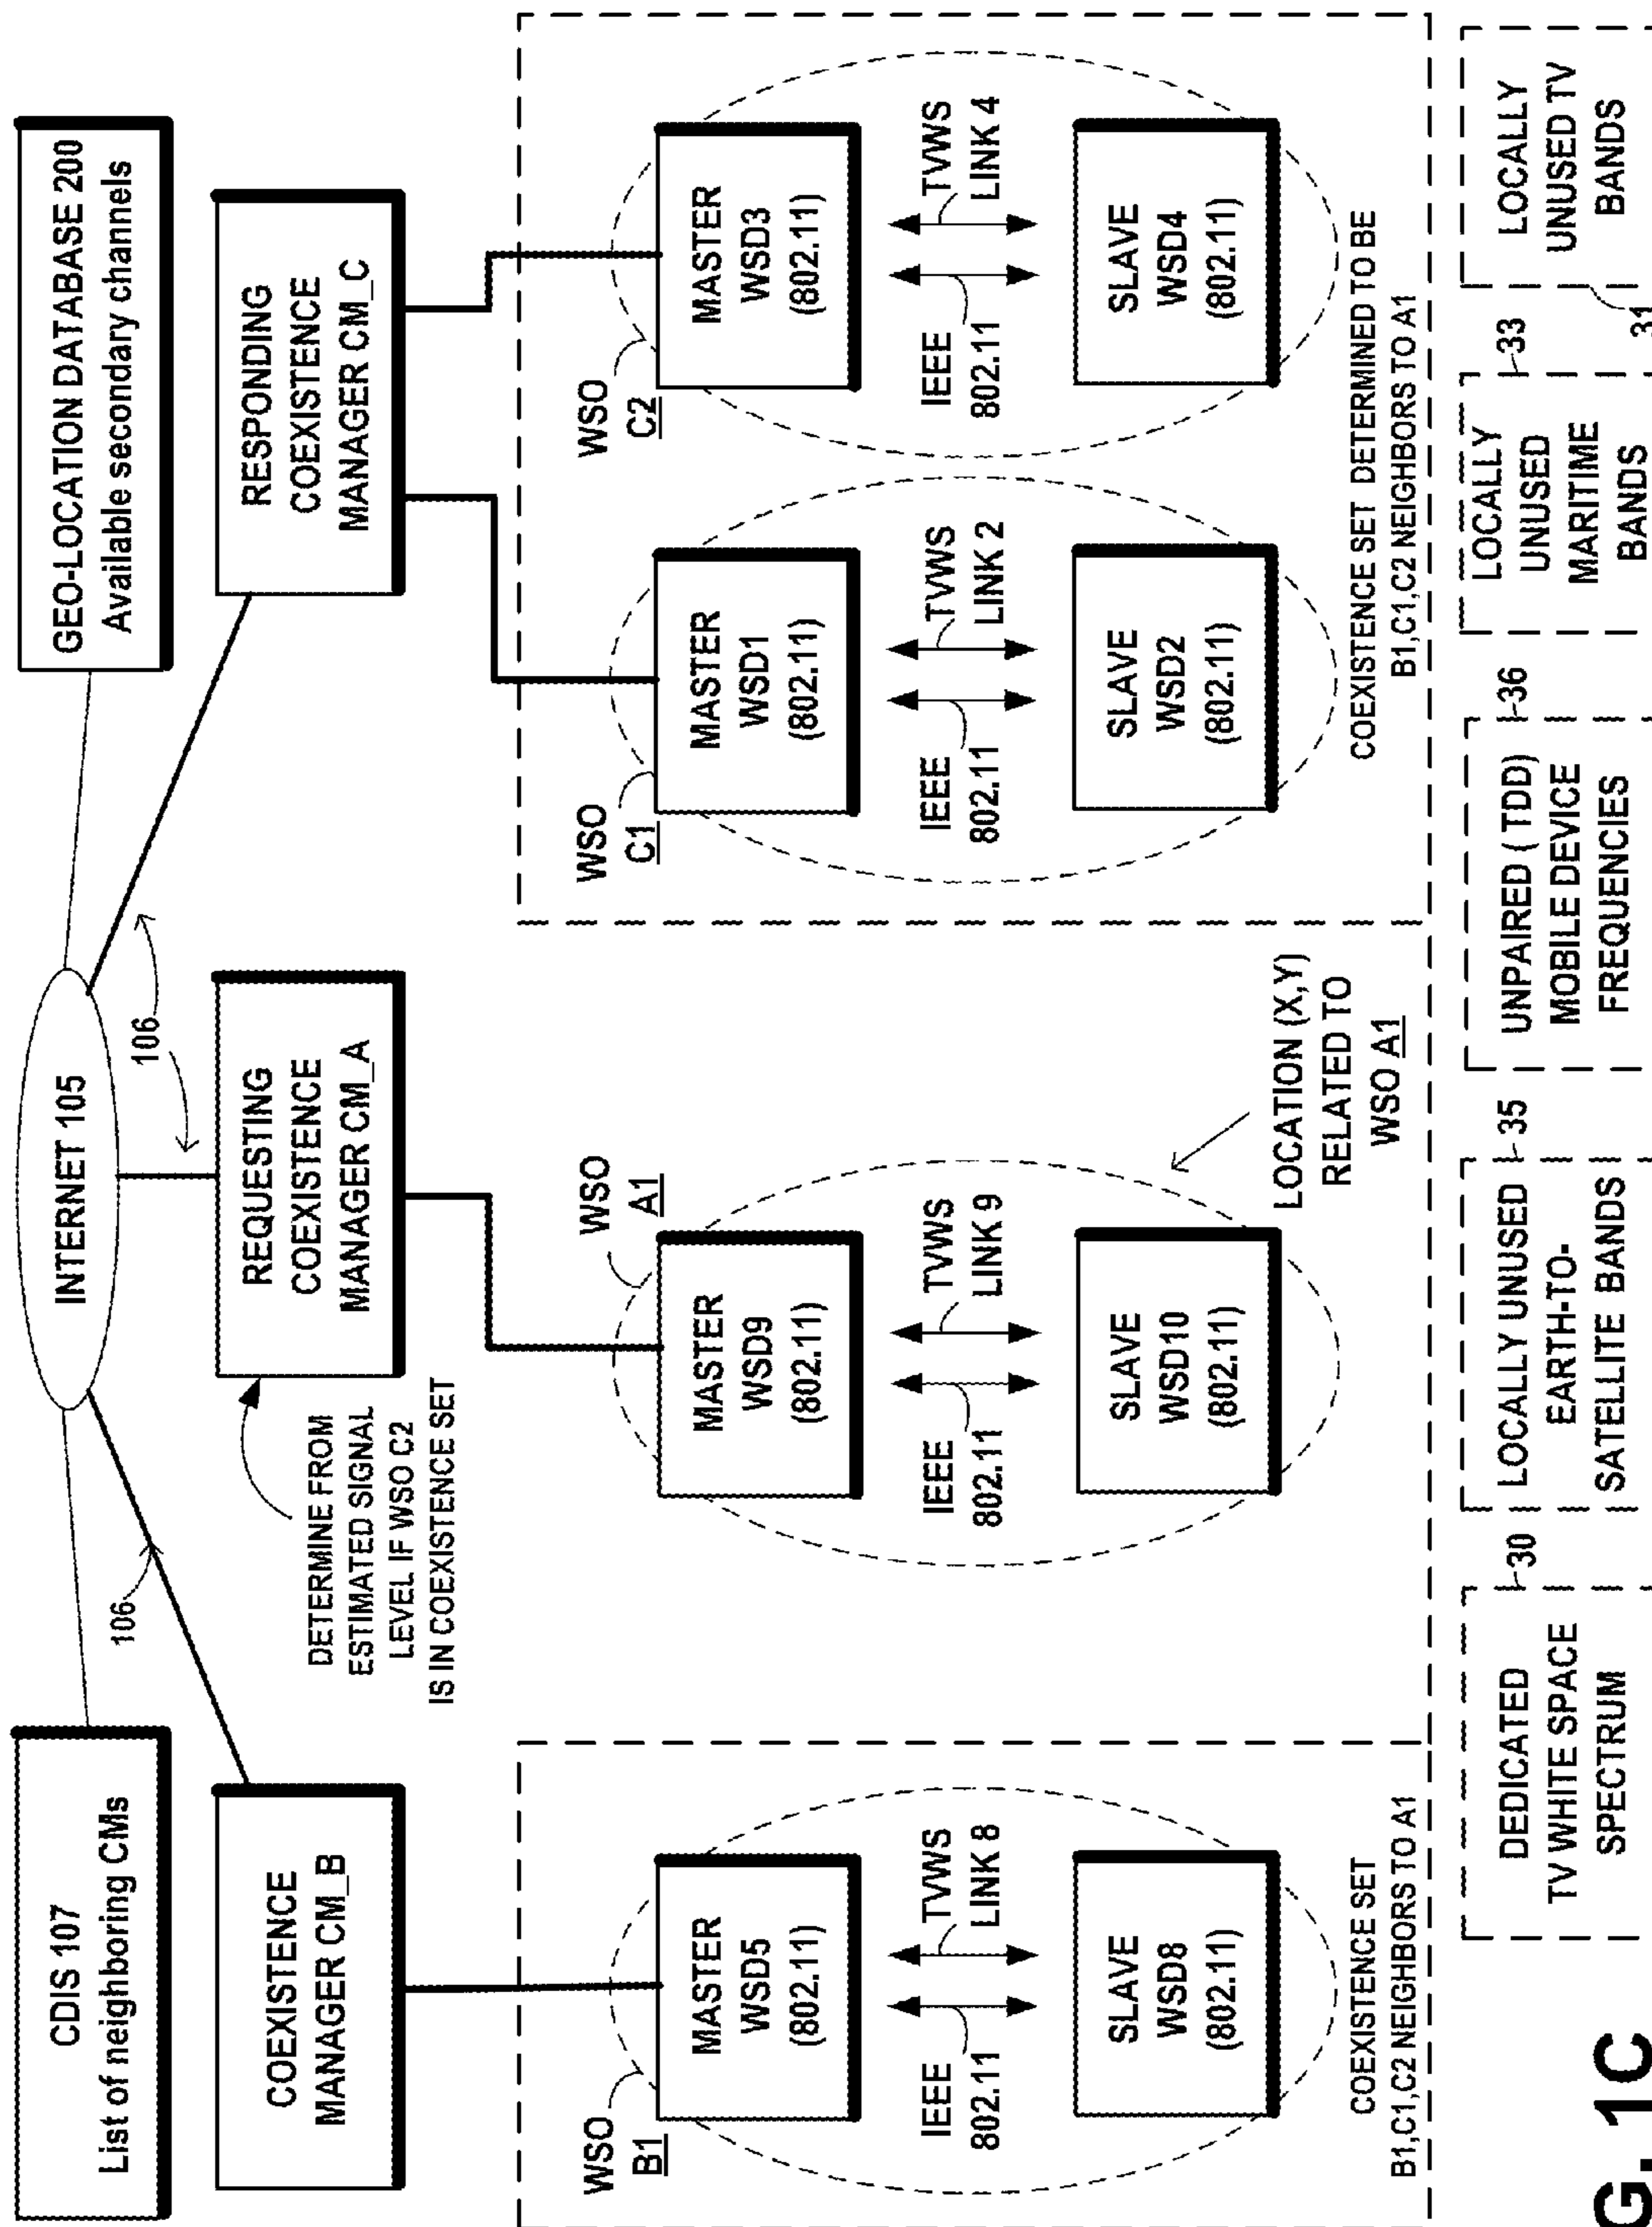 CDIS 107
List of neighboring CMs
INTERNET 105
GEO-LOCATION DATABASE 200
Available secondary channels
106
106
COEXISTENCE
MANAGER CM_B
REQUESTING
COEXISTENCE
MANAGER CM_A
RESPONDING
COEXISTENCE
MANAGER CM_C
DETERMINE FROM
ESTIMATED SIGNAL
LEVEL IF WSO C2
IS IN COEXISTENCE SET
WSO
B1
MASTER
WSD5
(802.11)
IEEE
802.11
TVWS
LINK 8
SLAVE
WSD8
(802.11)
COEXISTENCE SET
B1,C1,C2 NEIGHBORS TO A1
WSO
A1
MASTER
WSD9
(802.11)
IEEE
802.11
TVWS
LINK 9
SLAVE
WSD10
(802.11)
LOCATION (X,Y)
RELATED TO
WSO A1
WSO
C1
MASTER
WSD1
(802.11)
IEEE
802.11
TVWS
LINK 2
SLAVE
WSD2
(802.11)
WSO
C2
MASTER
WSD3
(802.11)
IEEE
802.11
TVWS
LINK 4
SLAVE
WSD4
(802.11)
COEXISTENCE SET DETERMINED TO BE
B1,C1,C2 NEIGHBORS TO A1
DEDICATED
TV WHITE SPACE
SPECTRUM
30
LOCALLY UNUSED
EARTH-TO-
SATELLITE BANDS
35
UNPAIRED (TDD)
MOBILE DEVICE
FREQUENCIES
36
LOCALLY
UNUSED
MARITIME
BANDS
33
LOCALLY
UNUSED TV
BANDS
31
G. 1C